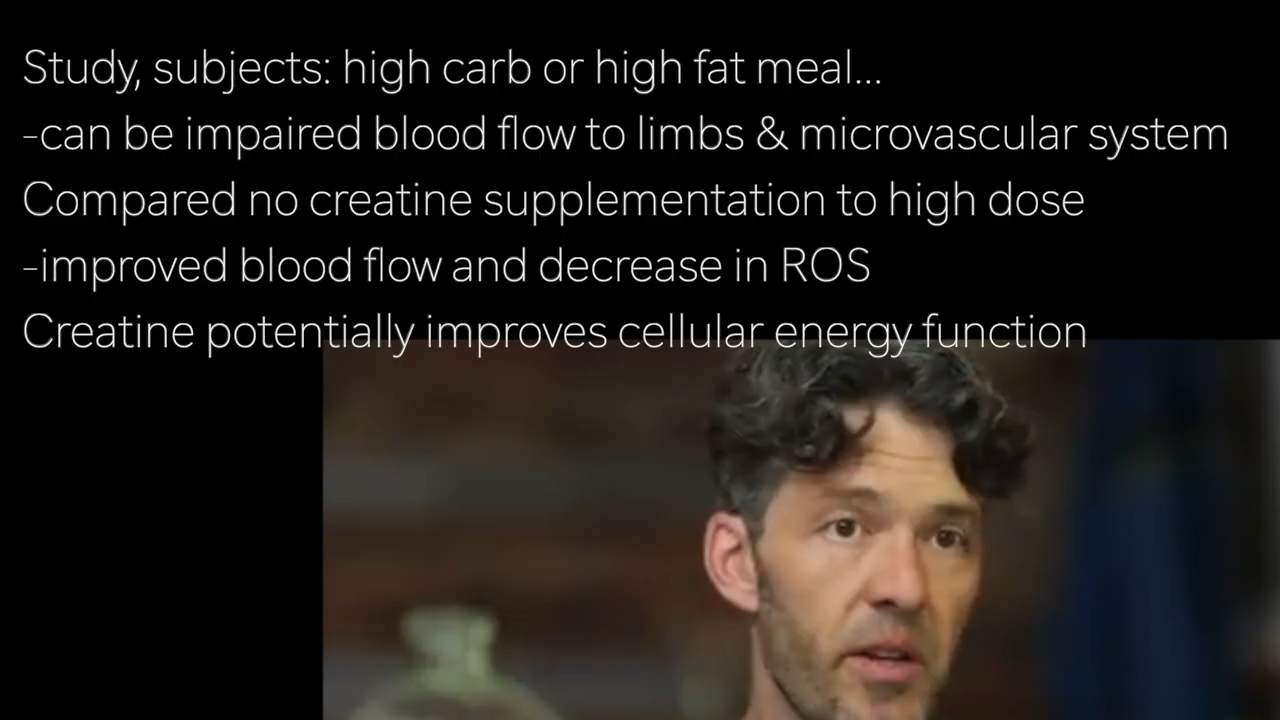 Study, subjects: high carb or high fat meal...
-can be impaired blood flow to limbs & microvascular system
Compared no creatine supplementation to high dose
-improved blood flow and decrease in ROS
Creatine potentially improves cellular energy function